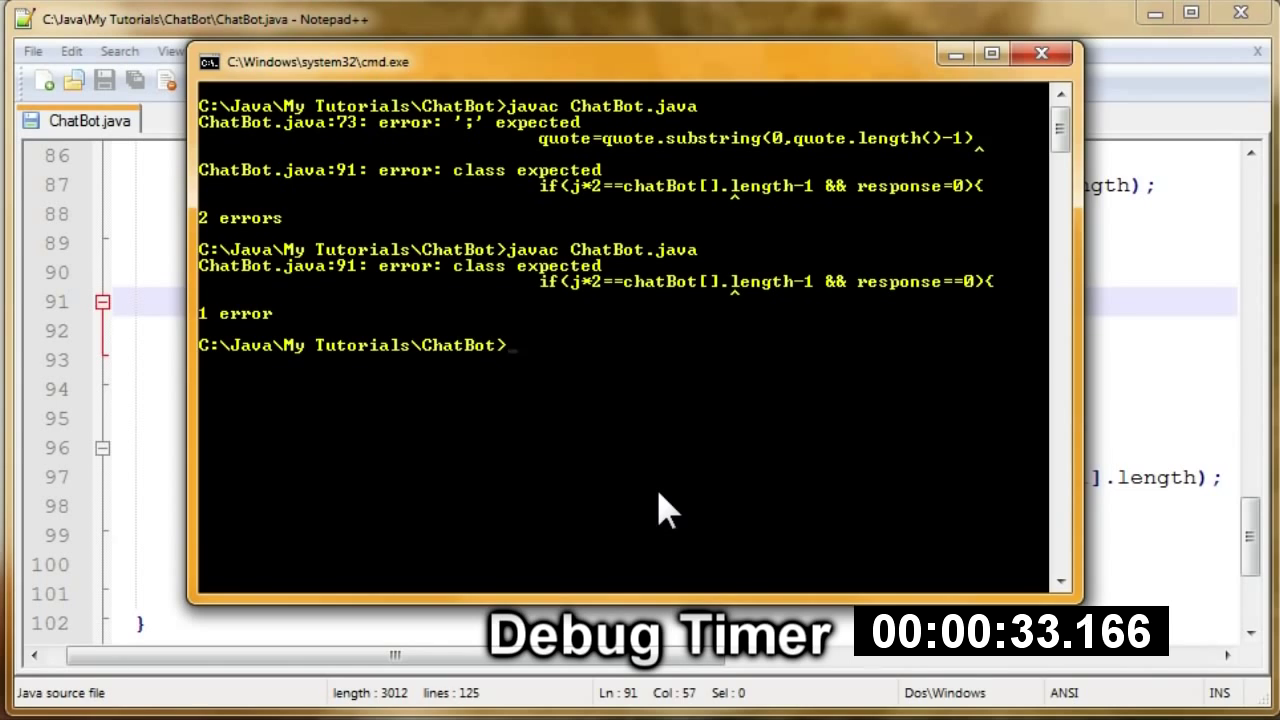 C:\Java\My Tutorials\ChatBot\ChatBot.java - Notepad++
File Edit Search View
X
C:\Windows\system32\cmd.exe
ChatBot.java
C:\Java\My Tutorials\ChatBot>javac ChatBot.java
ChatBot.java:73: error: ';' expected
quote=quote.substring(0,quote.length()-1)
^
ChatBot.java:91: error: class expected
if(j*2==chatBot[].length-1 && response=0){
^
2 errors
C:\Java\My Tutorials\ChatBot>javac ChatBot.java
ChatBot.java:91: error: class expected
if(j*2==chatBot[].length-1 && response==0){
^
1 error
C:\Java\My Tutorials\ChatBot>_
86
87 ngth);
88
89
90
91
92
93
94
95
96
97 ].length);
98
99
100
101
102 }
Debug Timer 00:00:33.166
Java source file length : 3012 lines : 125 Ln : 91 Col : 57 Sel : 0 Dos\Windows ANSI INS